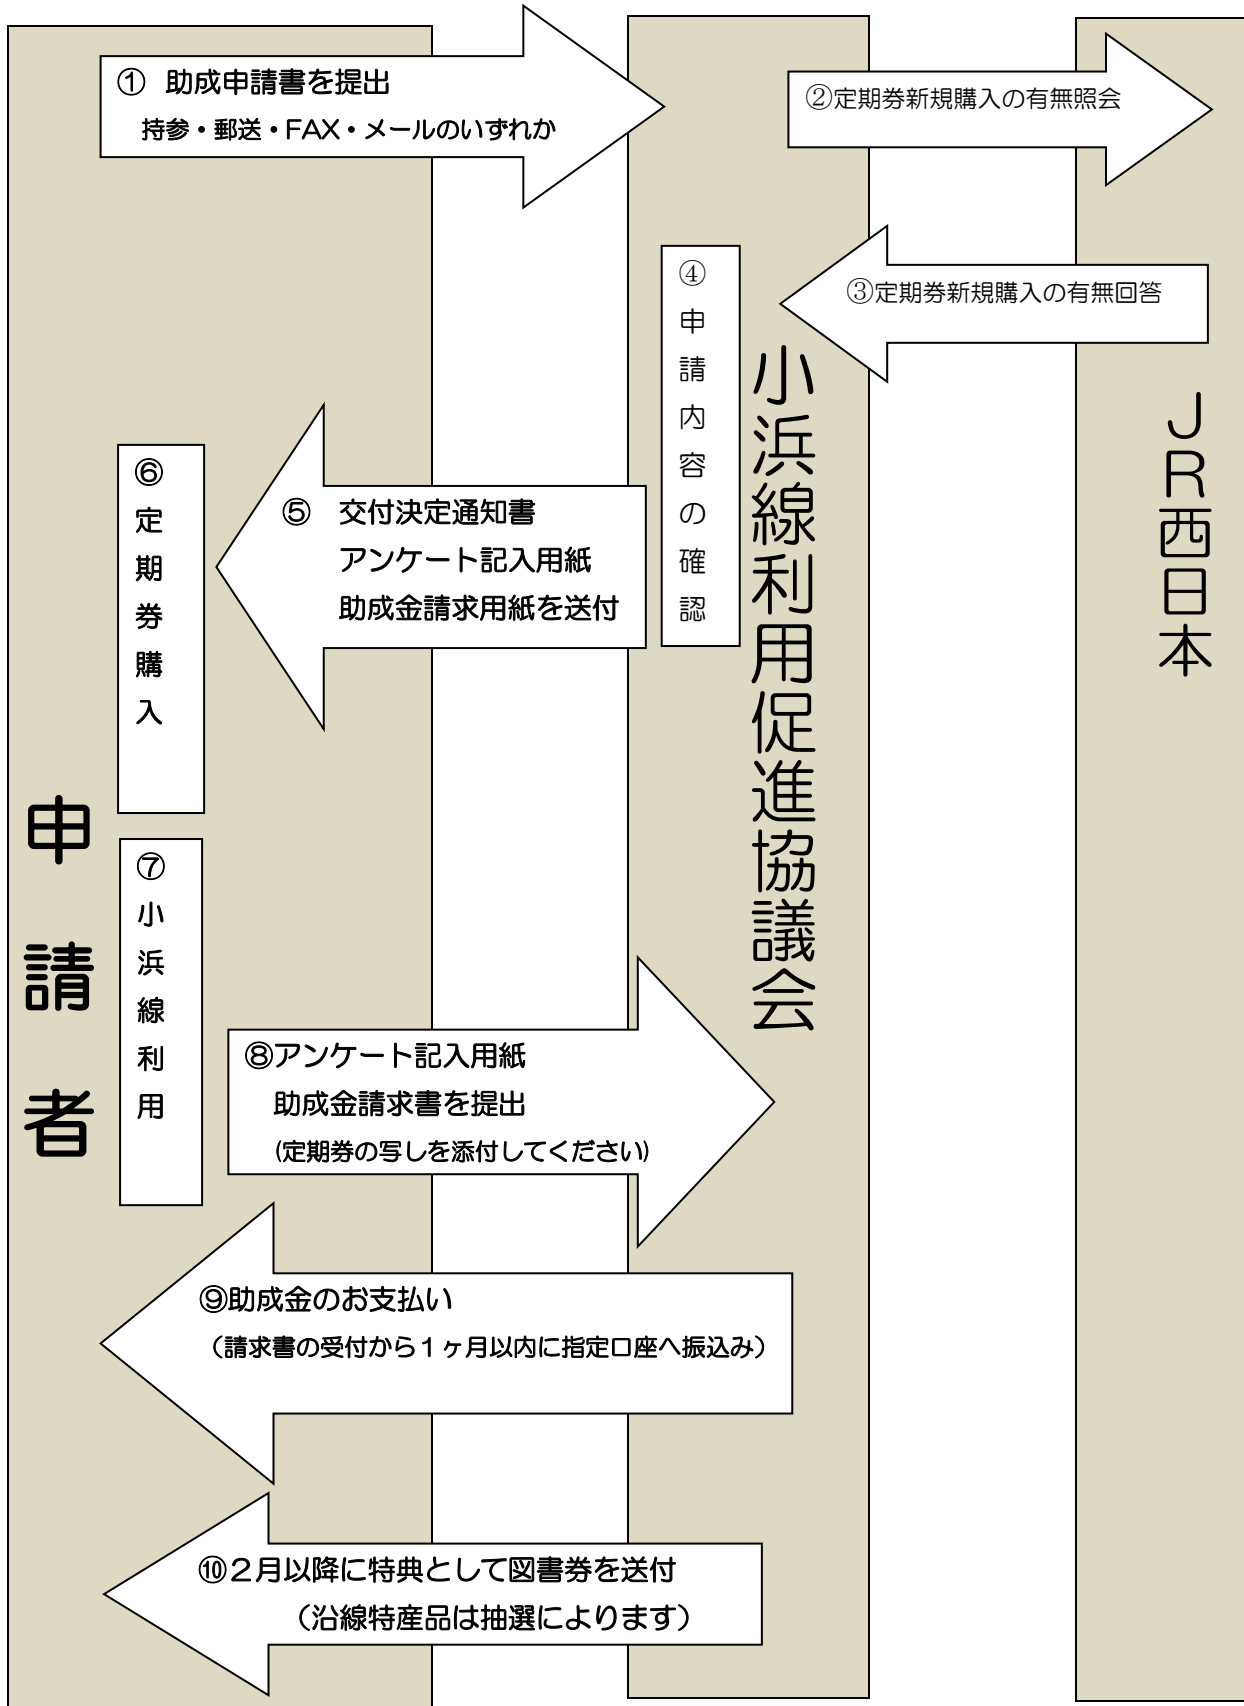 ① 助成申請書を提出
持参・郵送・FAX・メールのいずれか
②定期券新規購入の有無照会
③定期券新規購入の有無回答
④申請内容の確認
小浜線利用促進協議会
JR西日本
⑤ 交付決定通知書
アンケート記入用紙
助成金請求用紙を送付
⑥定期券購入
申請者
⑦小浜線利用
⑧アンケート記入用紙
助成金請求書を提出
(定期券の写しを添付してください)
⑨助成金のお支払い
（請求書の受付から１ヶ月以内に指定口座へ振込み）
⑩２月以降に特典として図書券を送付
（沿線特産品は抽選によります）